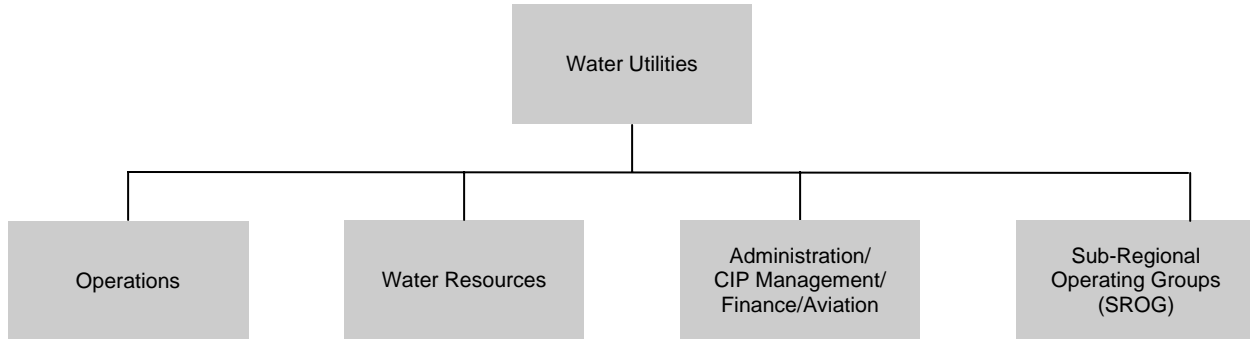 Water Utilities
Operations
Water Resources
Administration/
CIP Management/
Finance/Aviation
Sub-Regional
Operating Groups
(SROG)